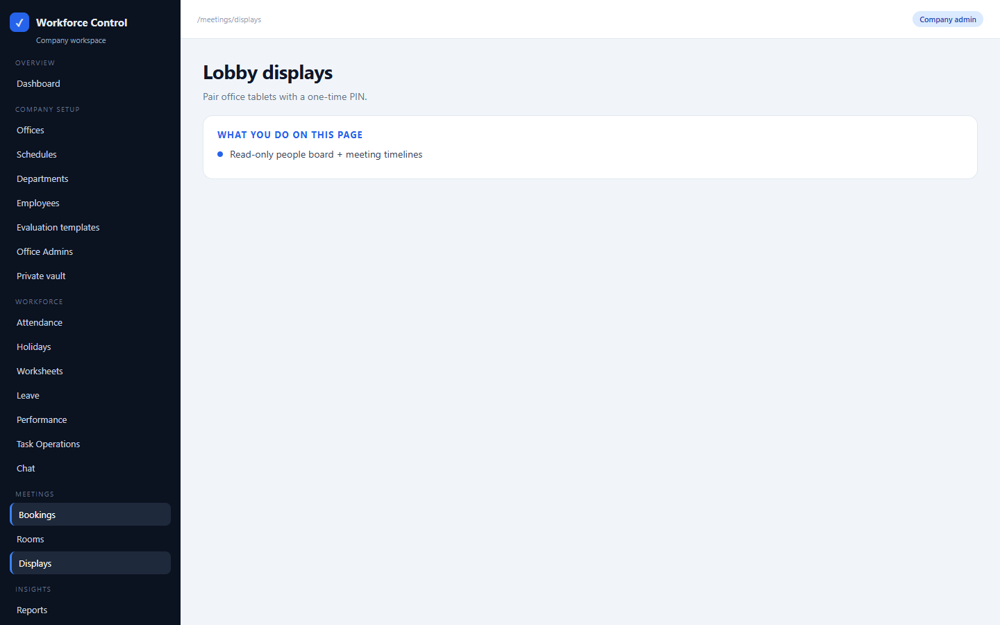 Workforce Control
Company workspace
OVERVIEW
Dashboard
COMPANY SETUP
Offices
Schedules
Departments
Employees
Evaluation templates
Office Admins
Private vault
WORKFORCE
Attendance
Holidays
Worksheets
Leave
Performance
Task Operations
Chat
MEETINGS
Bookings
Rooms
Displays
INSIGHTS
Reports
/meetings/displays
Company admin
Lobby displays
Pair office tablets with a one-time PIN.
WHAT YOU DO ON THIS PAGE
Read-only people board + meeting timelines